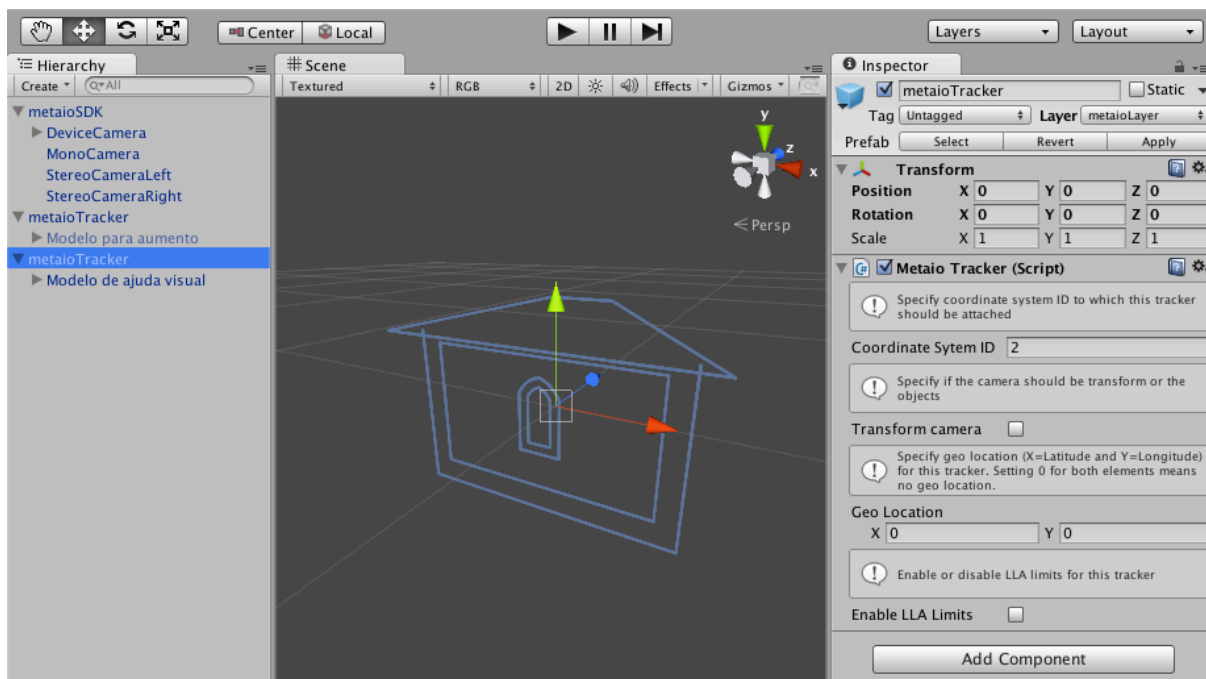 Center
Local
Layers
Layout
Hierarchy
Create
All
metaioSDK
DeviceCamera
MonoCamera
StereoCameraLeft
StereoCameraRight
metaioTracker
Modelo para aumento
metaioTracker
Modelo de ajuda visual
Scene
Textured
RGB
2D
Effects
Gizmos
y
z
x
Persp
Inspector
metaioTracker
Static
Tag Untagged Layer metaioLayer
Prefab Select Revert Apply
Transform
Position X 0 Y 0 Z 0
Rotation X 0 Y 0 Z 0
Scale X 1 Y 1 Z 1
Metaio Tracker (Script)
Specify coordinate system ID to which this tracker
should be attached
Coordinate Sytem ID 2
Specify if the camera should be transform or the
objects
Transform camera
Specify geo location (X=Latitude and Y=Longitude)
for this tracker. Setting 0 for both elements means
no geo location.
Geo Location
X 0 Y 0
Enable or disable LLA limits for this tracker
Enable LLA Limits
Add Component